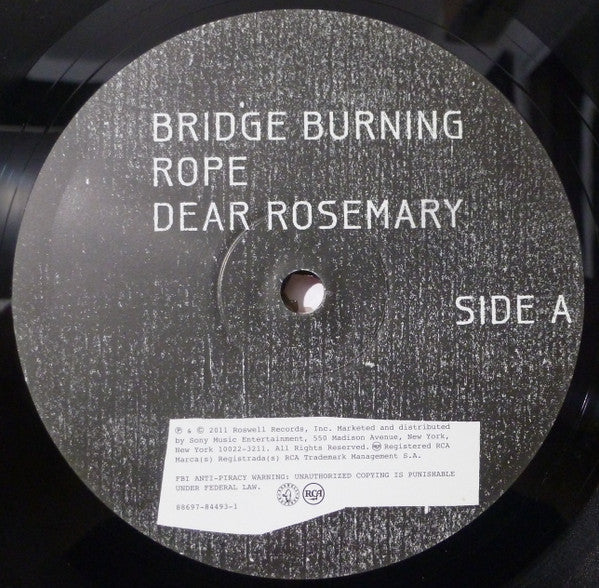 BRIDGE BURNING
ROPE
DEAR ROSEMARY
SIDE A
℗ & © 2011 Roswell Records, Inc. Marketed and distributed
by Sony Music Entertainment, 550 Madison Avenue, New York,
New York 10022-3211. All Rights Reserved. Registered RCA
Marca(s) Registrada(s) RCA Trademark Management S.A.
FBI ANTI-PIRACY WARNING: UNAUTHORIZED COPYING IS PUNISHABLE
UNDER FEDERAL LAW.
RCA
88697-84493-1